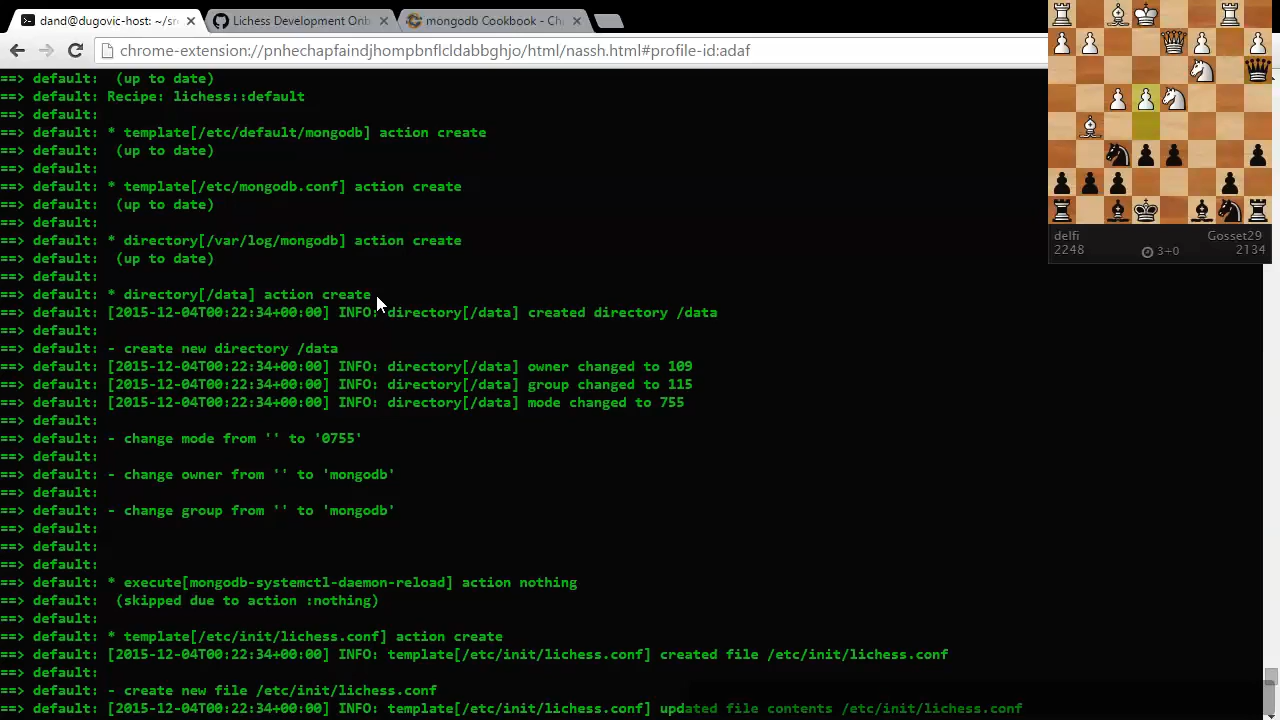 dand@dugovic-host: ~/sr
Lichess Development Onb
mongodb Cookbook - Ch
chrome-extension://pnhechapfaindjhompbnflcldabbghjo/html/nassh.html#profile-id:adaf
==> default:  (up to date)
==> default: Recipe: lichess::default
==> default:
==> default: * template[/etc/default/mongodb] action create
==> default:  (up to date)
==> default:
==> default: * template[/etc/mongodb.conf] action create
==> default:  (up to date)
==> default:
==> default: * directory[/var/log/mongodb] action create
==> default:  (up to date)
==> default:
==> default: * directory[/data] action create
==> default: [2015-12-04T00:22:34+00:00] INFO: directory[/data] created directory /data
==> default:
==> default: - create new directory /data
==> default: [2015-12-04T00:22:34+00:00] INFO: directory[/data] owner changed to 109
==> default: [2015-12-04T00:22:34+00:00] INFO: directory[/data] group changed to 115
==> default: [2015-12-04T00:22:34+00:00] INFO: directory[/data] mode changed to 755
==> default:
==> default: - change mode from '' to '0755'
==> default:
==> default: - change owner from '' to 'mongodb'
==> default:
==> default: - change group from '' to 'mongodb'
==> default:
==> default:
==> default:
==> default: * execute[mongodb-systemctl-daemon-reload] action nothing
==> default:  (skipped due to action :nothing)
==> default:
==> default: * template[/etc/init/lichess.conf] action create
==> default: [2015-12-04T00:22:34+00:00] INFO: template[/etc/init/lichess.conf] created file /etc/init/lichess.conf
==> default:
==> default: - create new file /etc/init/lichess.conf
==> default: [2015-12-04T00:22:34+00:00] INFO: template[/etc/init/lichess.conf] updated file contents /etc/init/lichess.conf
delfi
Gosset29
2248
3+0
2134